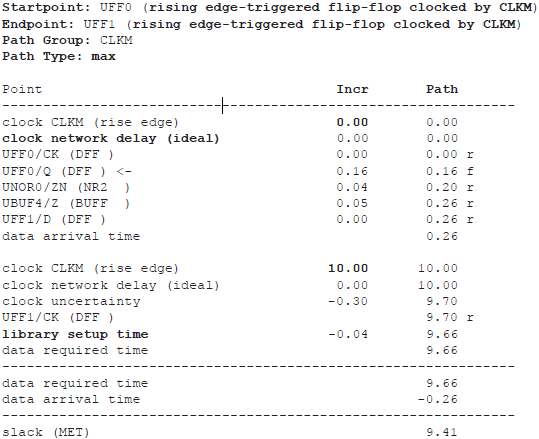 Startpoint: UFF0 (rising edge-triggered flip-flop clocked by CLKM)
Endpoint: UFF1 (rising edge-triggered flip-flop clocked by CLKM)
Path Group: CLKM
Path Type: max
Point Incr Path
---------------------------------------------------------------
clock CLKM (rise edge) 0.00 0.00
clock network delay (ideal) 0.00 0.00
UFF0/CK (DFF ) 0.00 0.00 r
UFF0/Q (DFF ) <- 0.16 0.16 f
UNOR0/ZN (NR2 ) 0.04 0.20 r
UBUF4/Z (BUFF ) 0.05 0.26 r
UFF1/D (DFF ) 0.00 0.26 r
data arrival time 0.26
clock CLKM (rise edge) 10.00 10.00
clock network delay (ideal) 0.00 10.00
clock uncertainty -0.30 9.70
UFF1/CK (DFF ) 9.70 r
library setup time -0.04 9.66
data required time 9.66
---------------------------------------------------------------
data required time 9.66
data arrival time -0.26
---------------------------------------------------------------
slack (MET) 9.41